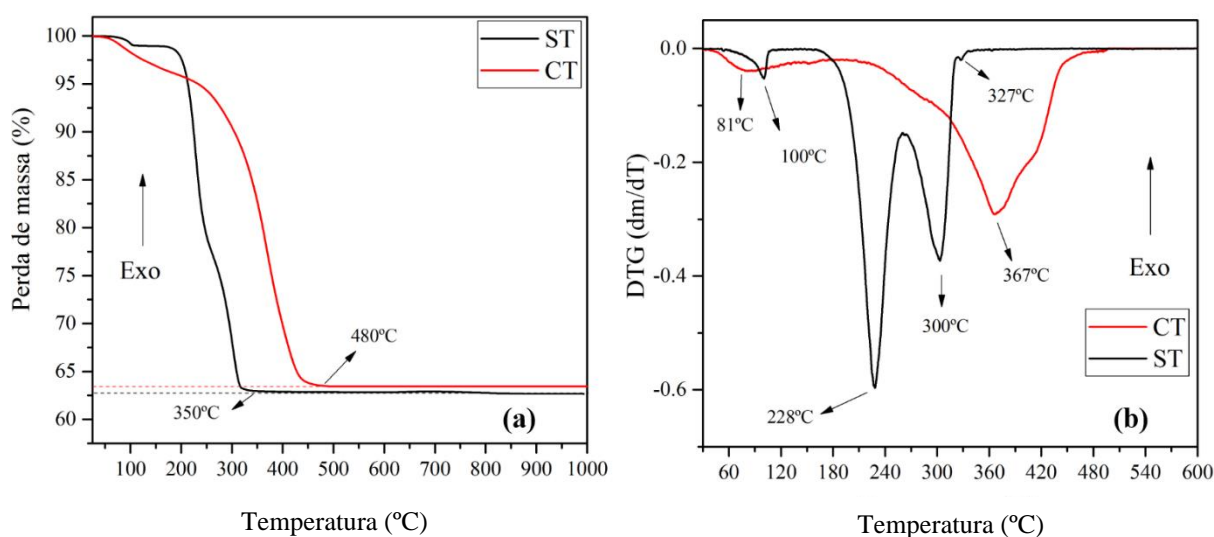 100
95
90
85
80
75
70
65
60
Perda de massa (%)
ST
CT
Exo
480ºC
350ºC
(a)
100 200 300 400 500 600 700 800 900 1000
Temperatura (ºC)
0.0
-0.2
-0.4
-0.6
DTG (dm/dT)
81ºC
100ºC
327ºC
367ºC
300ºC
228ºC
Exo
CT
ST
(b)
60 120 180 240 300 360 420 480 540 600
Temperatura (ºC)